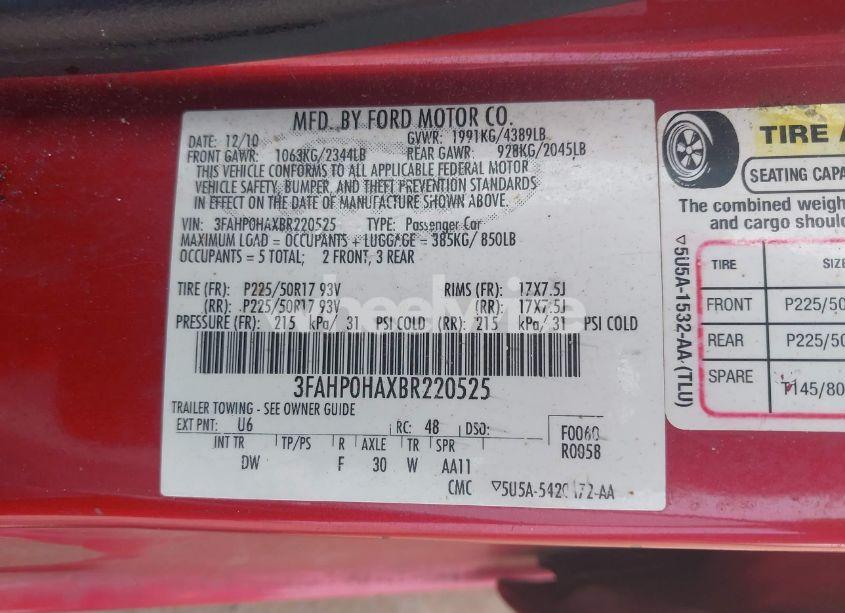 MFD. BY FORD MOTOR CO.
DATE: 12/10 GVWR: 1991KG/4389LB
FRONT GAWR: 1063KG/2344LB REAR GAWR: 928KG/2045LB
THIS VEHICLE CONFORMS TO ALL APPLICABLE FEDERAL MOTOR
VEHICLE SAFETY, BUMPER, AND THEFT PREVENTION STANDARDS
IN EFFECT ON THE DATE OF MANUFACTURE SHOWN ABOVE.
VIN: 3FAHP0HAXBR220525 TYPE: Passenger Car
MAXIMUM LOAD = OCCUPANTS + LUGGAGE = 385KG/ 850LB
OCCUPANTS = 5 TOTAL; 2 FRONT, 3 REAR
TIRE (FR): P225/50R17 93V RIMS (FR): 17X7.5J
(RR): P225/50R17 93V (RR): 17X7.5J
PRESSURE (FR): 215 kPa/ 31 PSI COLD (RR): 215 kPa/ 31 PSI COLD
3FAHP0HAXBR220525
TRAILER TOWING - SEE OWNER GUIDE
EXT PNT: U6 RC: 48 DSO: F0060
R0058
INT TR TP/PS R AXLE TR SPR
DW F 30 W AA11
CMC ▽5U5A-5420472-AA
TIRE A
SEATING CAPA
The combined weigh
and cargo shou
▽5U5A-1532-AA (TLU)
TIRE SIZE
FRONT P225/50
REAR P225/50
SPARE T145/80